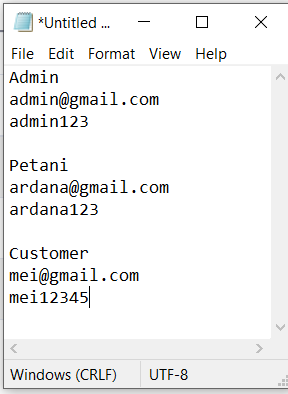 *Untitled ...
File Edit Format View Help
Admin
admin@gmail.com
admin123
Petani
ardana@gmail.com
ardana123
Customer
mei@gmail.com
mei12345
Windows (CRLF) UTF-8